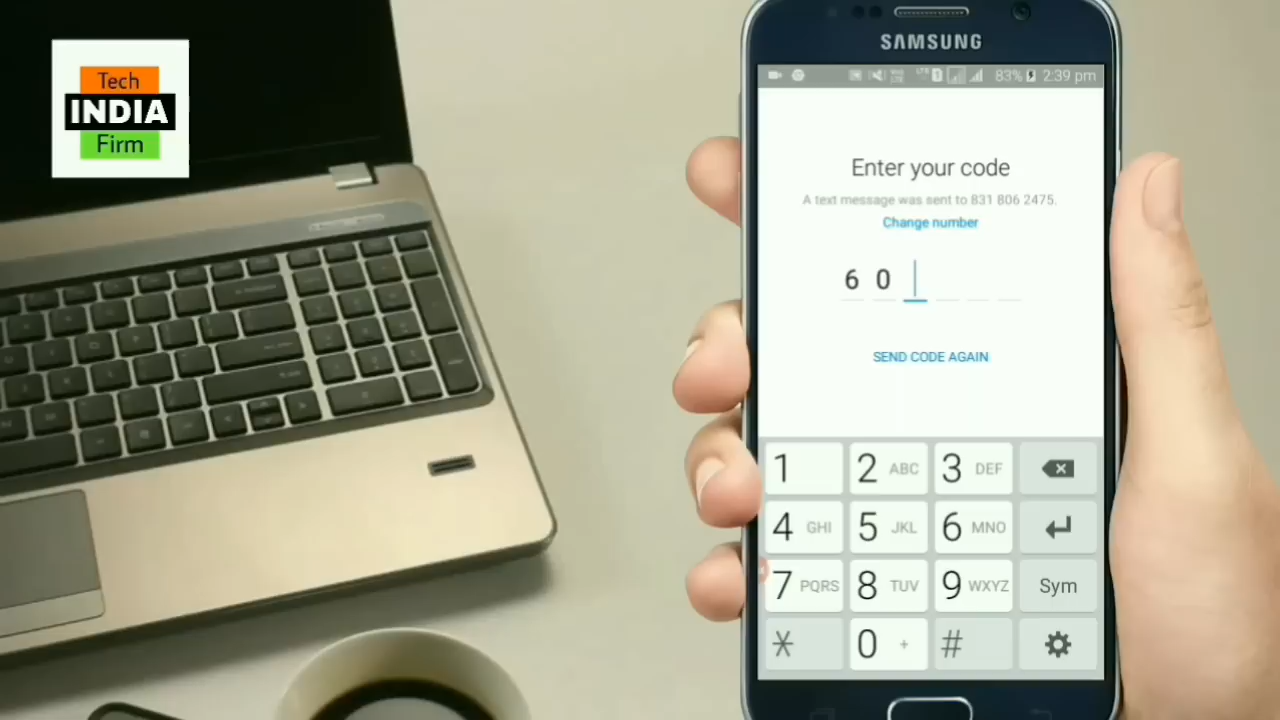 Tech
INDIA
Firm
SAMSUNG
83% 2:39 pm
Enter your code
A text message was sent to 831 806 2475.
Change number
6 0
SEND CODE AGAIN
1 2 ABC 3 DEF
4 GHI 5 JKL 6 MNO
7 PQRS 8 TUV 9 WXYZ Sym
* 0 + #